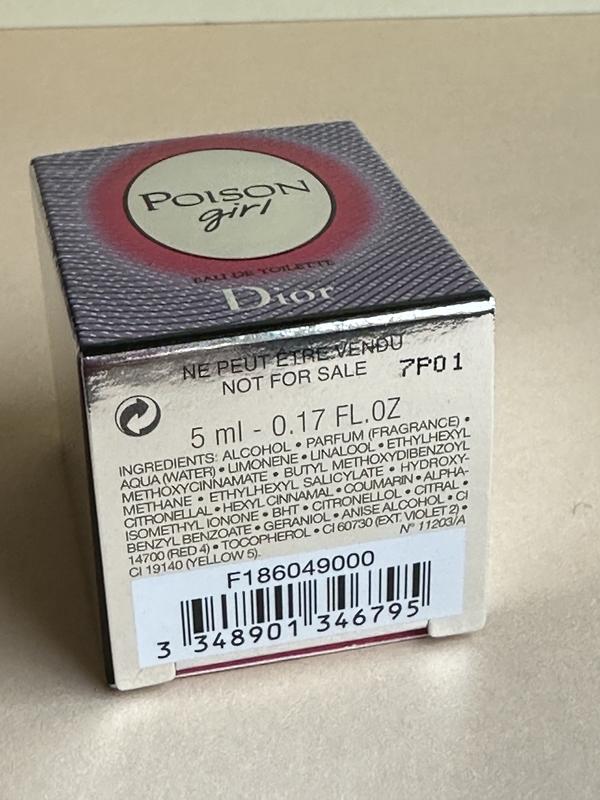 POISON
girl
EAU DE TOILETTE
Dior
NE PEUT ÊTRE VENDU
NOT FOR SALE 7P01
5 ml - 0.17 FL.OZ
INGREDIENTS: ALCOHOL • PARFUM (FRAGRANCE) •
AQUA (WATER) • LIMONENE • LINALOOL • ETHYLHEXYL
METHOXYCINNAMATE • BUTYL METHOXYDIBENZOYL
METHANE • ETHYLHEXYL SALICYLATE • HYDROXY-
CITRONELLAL • HEXYL CINNAMAL • COUMARIN • ALPHA-
ISOMETHYL IONONE • BHT • CITRONELLOL • CITRAL •
BENZYL BENZOATE • GERANIOL • ANISE ALCOHOL • CI
14700 (RED 4) • TOCOPHEROL • CI 60730 (EXT. VIOLET 2) •
CI 19140 (YELLOW 5). N° 11203/A
F186049000
3 348901 346795